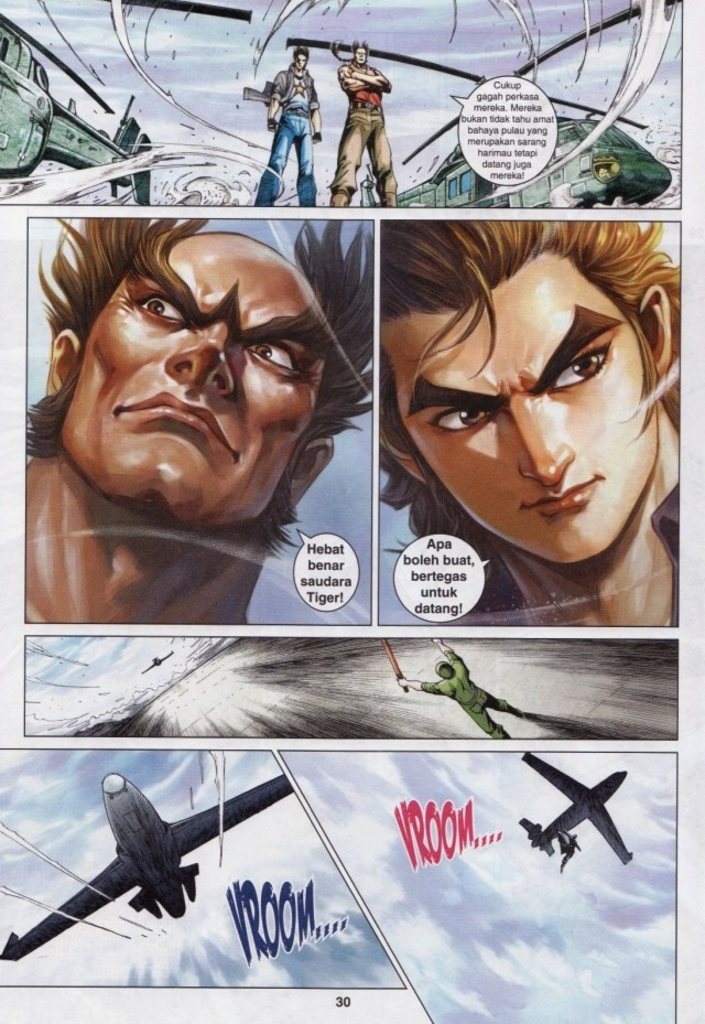 Cukup
gagah perkasa
mereka. Mereka
bukan tidak tahu amat
bahaya pulau yang
merupakan sarang
harimau tetapi
datang juga
mereka!
Hebat
benar
saudara
Tiger!
Apa
boleh buat,
bertegas
untuk
datang!
VROOM....
VROOM....
30